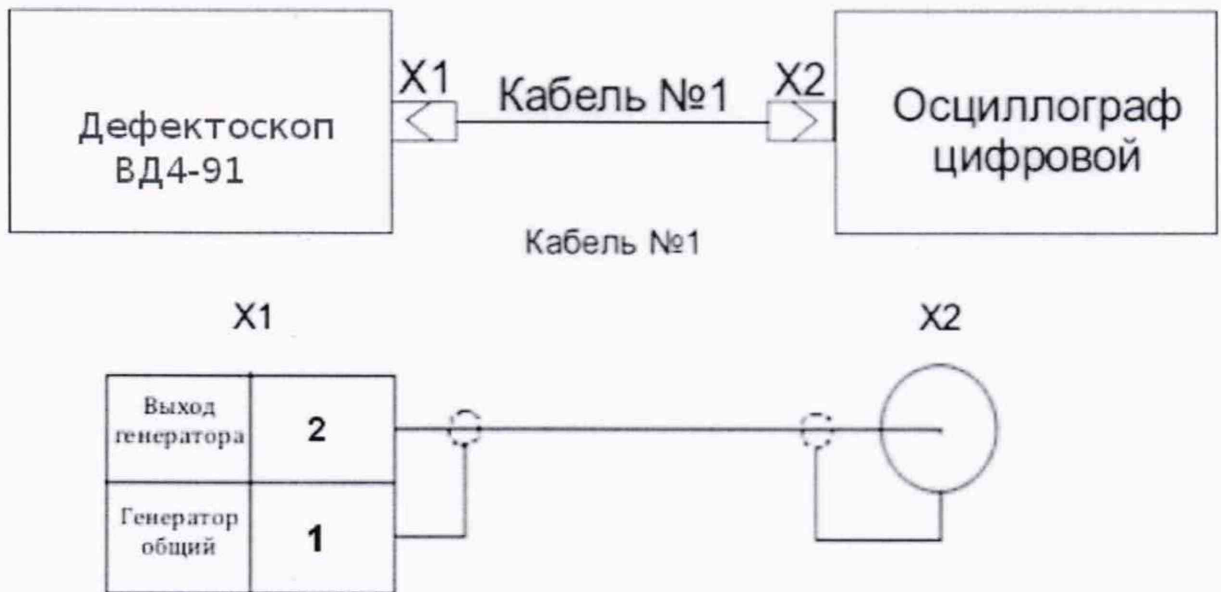 X1
Кабель №1
X2
Дефектоскоп
ВД4-91
Осциллограф
цифровой
Кабель №1
X1
X2
Выход
генератора
2
Генератор
общий
1